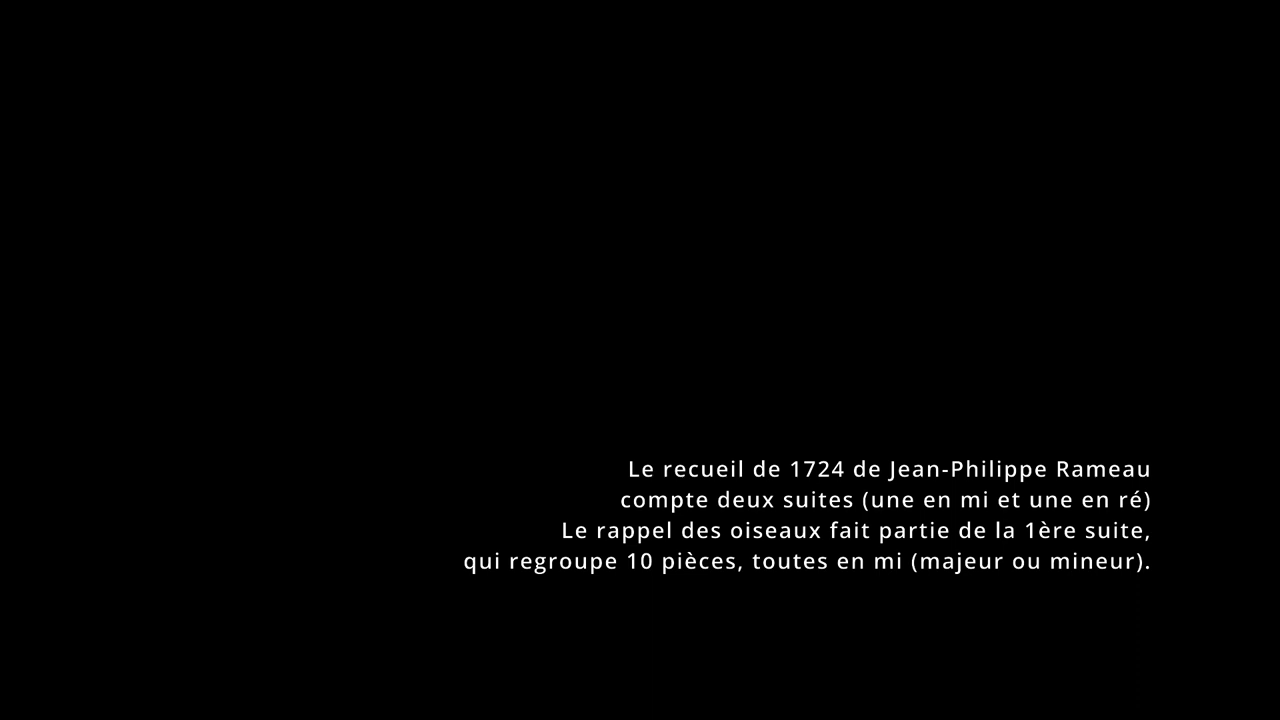 Le recueil de 1724 de Jean-Philippe Rameau
compte deux suites (une en mi et une en ré)
Le rappel des oiseaux fait partie de la 1ère suite,
qui regroupe 10 pièces, toutes en mi (majeur ou mineur).